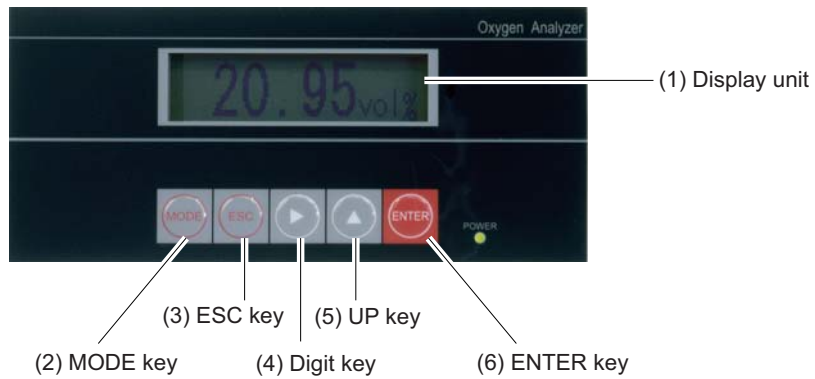 Oxygen Analyzer
20.95vol%
(1) Display unit
MODE
ESC
ENTER
POWER
(3) ESC key
(5) UP key
(2) MODE key
(4) Digit key
(6) ENTER key